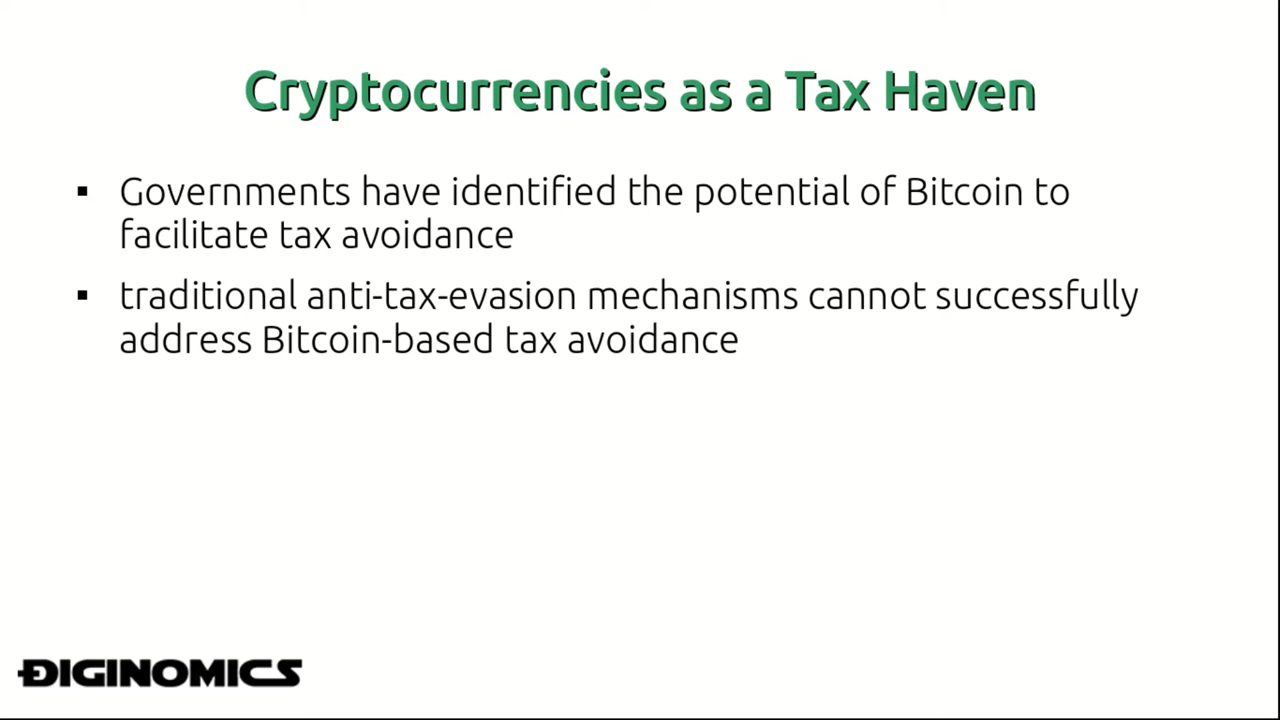 Cryptocurrencies as a Tax Haven
▪ Governments have identified the potential of Bitcoin to
facilitate tax avoidance
▪ traditional anti-tax-evasion mechanisms cannot successfully
address Bitcoin-based tax avoidance
ĐIGINOMICS